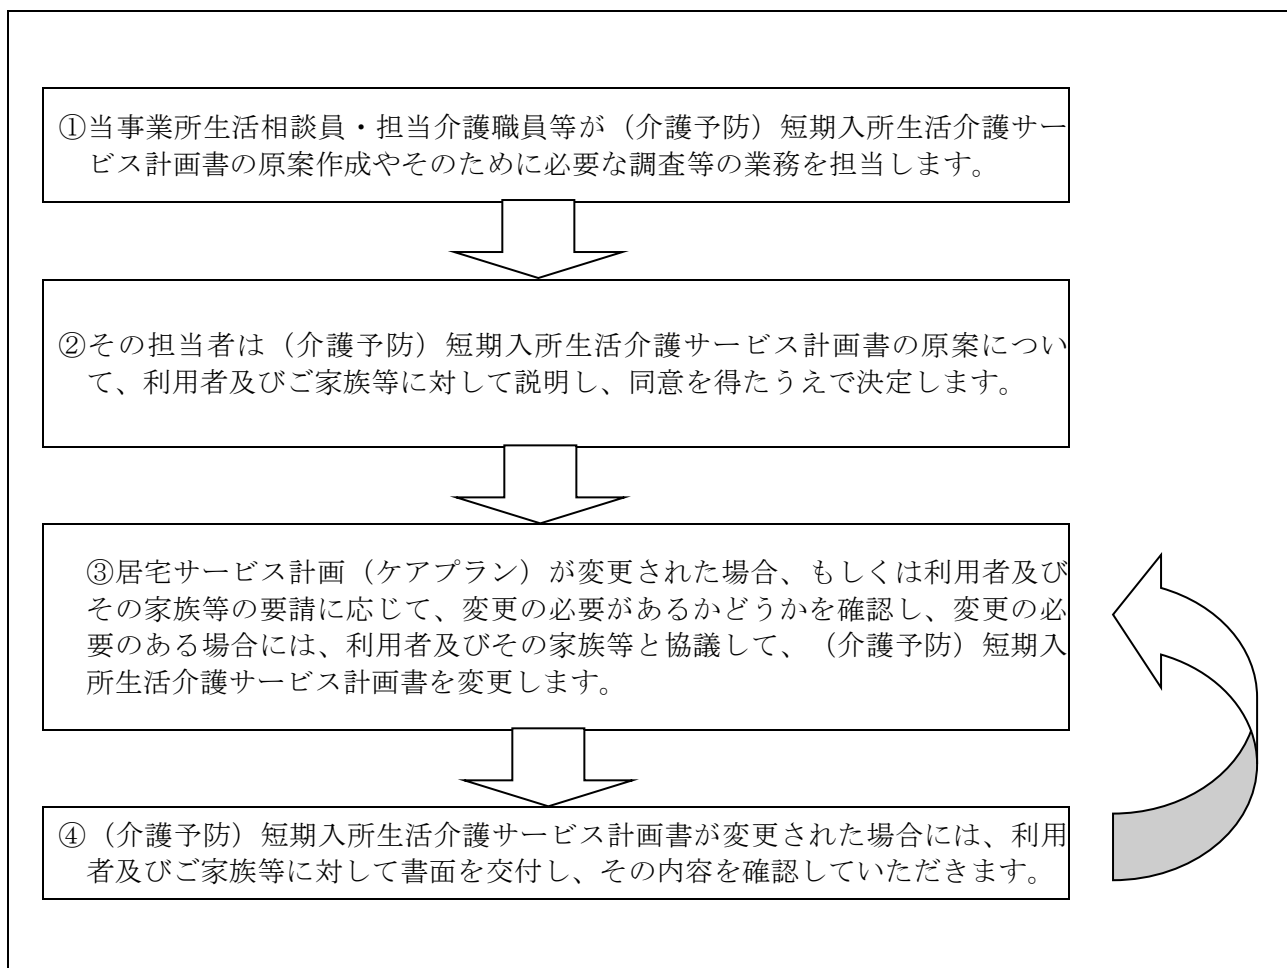 ①当事業所生活相談員・担当介護職員等が（介護予防）短期入所生活介護サー
ビス計画書の原案作成やそのために必要な調査等の業務を担当します。
②その担当者は（介護予防）短期入所生活介護サービス計画書の原案につい
て、利用者及びご家族等に対して説明し、同意を得たうえで決定します。
③居宅サービス計画（ケアプラン）が変更された場合、もしくは利用者及び
その家族等の要請に応じて、変更の必要があるかどうかを確認し、変更の必
要のある場合には、利用者及びその家族等と協議して、（介護予防）短期入
所生活介護サービス計画書を変更します。
④（介護予防）短期入所生活介護サービス計画書が変更された場合には、利用
者及びご家族等に対して書面を交付し、その内容を確認していただきます。